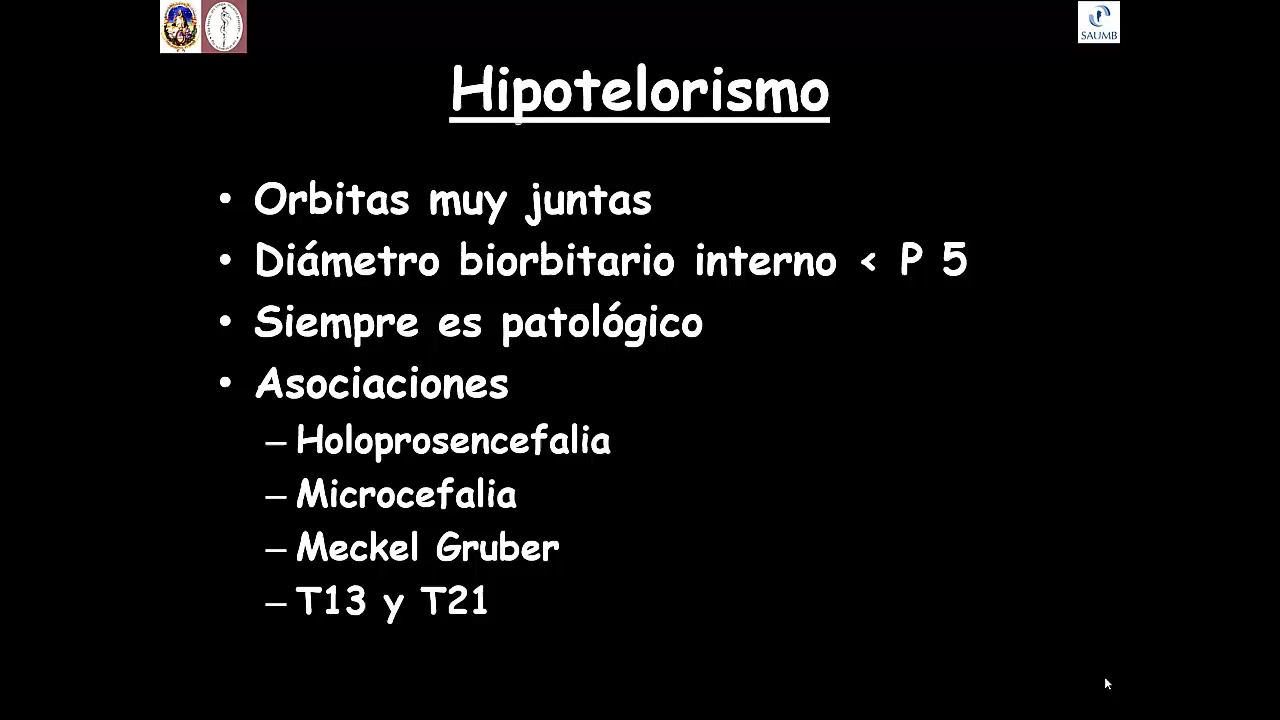 SAUMB
Hipotelorismo
• Orbitas muy juntas
• Diámetro biorbitario interno < P 5
• Siempre es patológico
• Asociaciones
– Holoprosencefalia
– Microcefalia
– Meckel Gruber
– T13 y T21